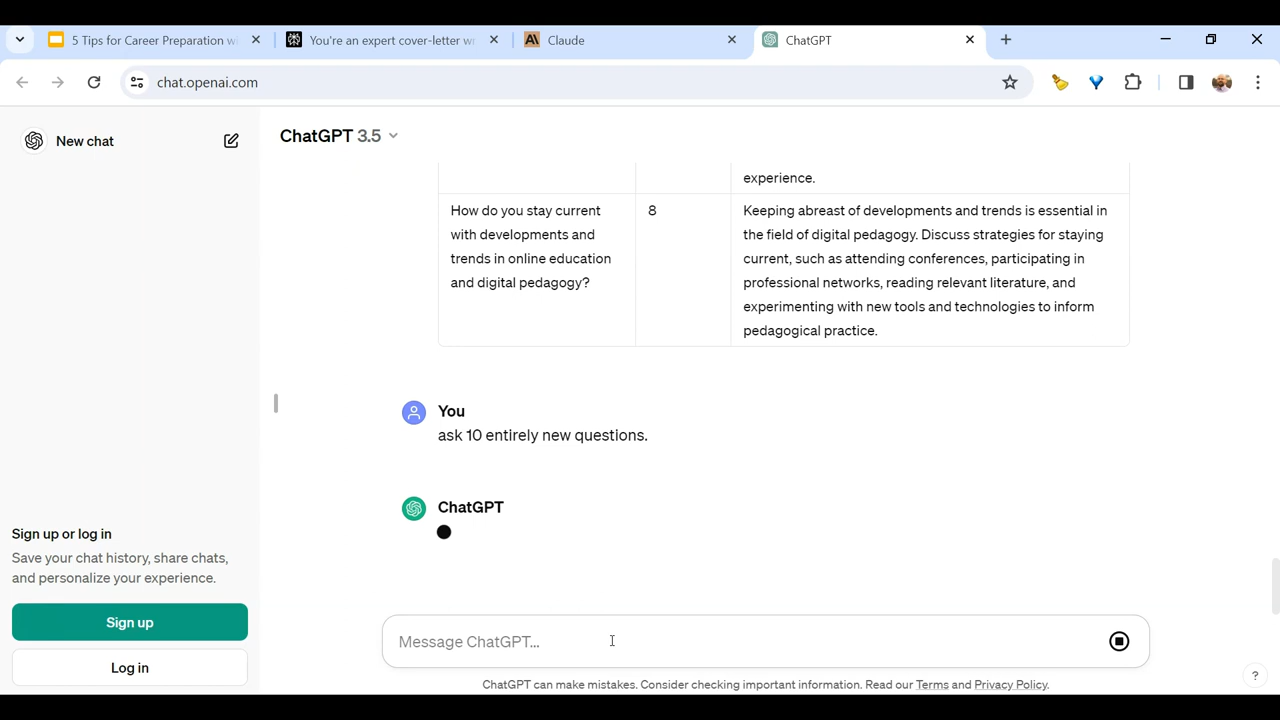 5 Tips for Career Preparation wi
You're an expert cover-letter wr
Claude
ChatGPT
chat.openai.com
New chat
ChatGPT 3.5
experience.
How do you stay current
with developments and
trends in online education
and digital pedagogy?
8
Keeping abreast of developments and trends is essential in
the field of digital pedagogy. Discuss strategies for staying
current, such as attending conferences, participating in
professional networks, reading relevant literature, and
experimenting with new tools and technologies to inform
pedagogical practice.
You
ask 10 entirely new questions.
ChatGPT
Sign up or log in
Save your chat history, share chats,
and personalize your experience.
Sign up
Log in
Message ChatGPT...
ChatGPT can make mistakes. Consider checking important information. Read our Terms and Privacy Policy.
?